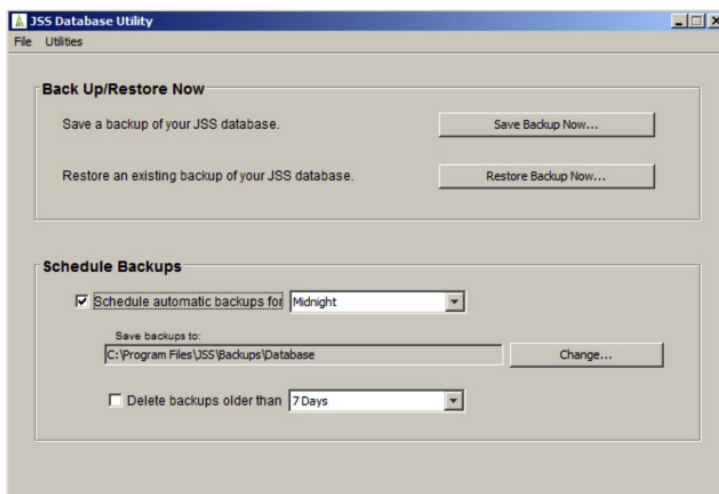 JSS Database Utility
File Utilities
Back Up/Restore Now
Save a backup of your JSS database.
Save Backup Now...
Restore an existing backup of your JSS database.
Restore Backup Now...
Schedule Backups
Schedule automatic backups for Midnight
Save backups to:
C:\Program Files\JSS\Backups\Database
Change...
Delete backups older than 7 Days